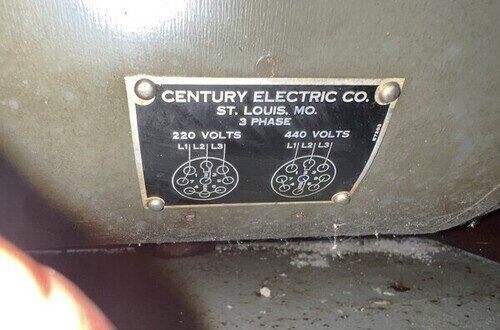 CENTURY ELECTRIC CO.
ST. LOUIS, MO.
3 PHASE
220 VOLTS 440 VOLTS
L1 L2 L3 L1 L2 L3